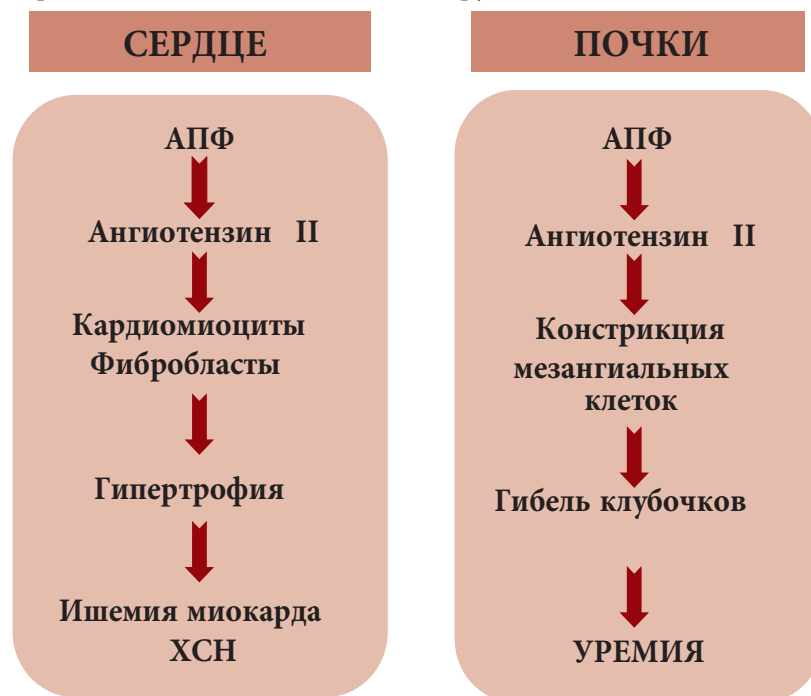 СЕРДЦЕ
АПФ
Ангиотензин II
Кардиомиоциты
Фибробласты
Гипертрофия
Ишемия миокарда
ХСН
ПОЧКИ
АПФ
Ангиотензин II
Констрикция
мезангиальных
клеток
Гибель клубочков
УРЕМИЯ